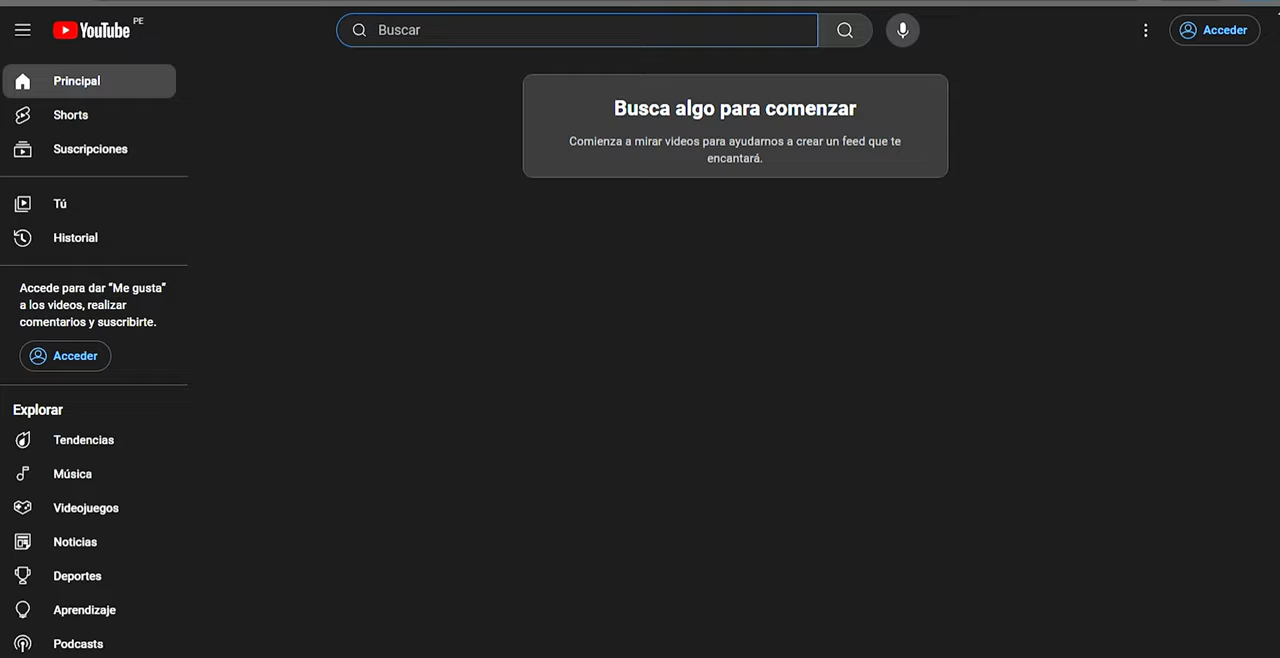 YouTube PE
Buscar
Acceder
Principal
Shorts
Suscripciones
Tú
Historial
Accede para dar “Me gusta”
a los videos, realizar
comentarios y suscribirte.
Acceder
Explorar
Tendencias
Música
Videojuegos
Noticias
Deportes
Aprendizaje
Podcasts
Busca algo para comenzar
Comienza a mirar videos para ayudarnos a crear un feed que te
encantará.